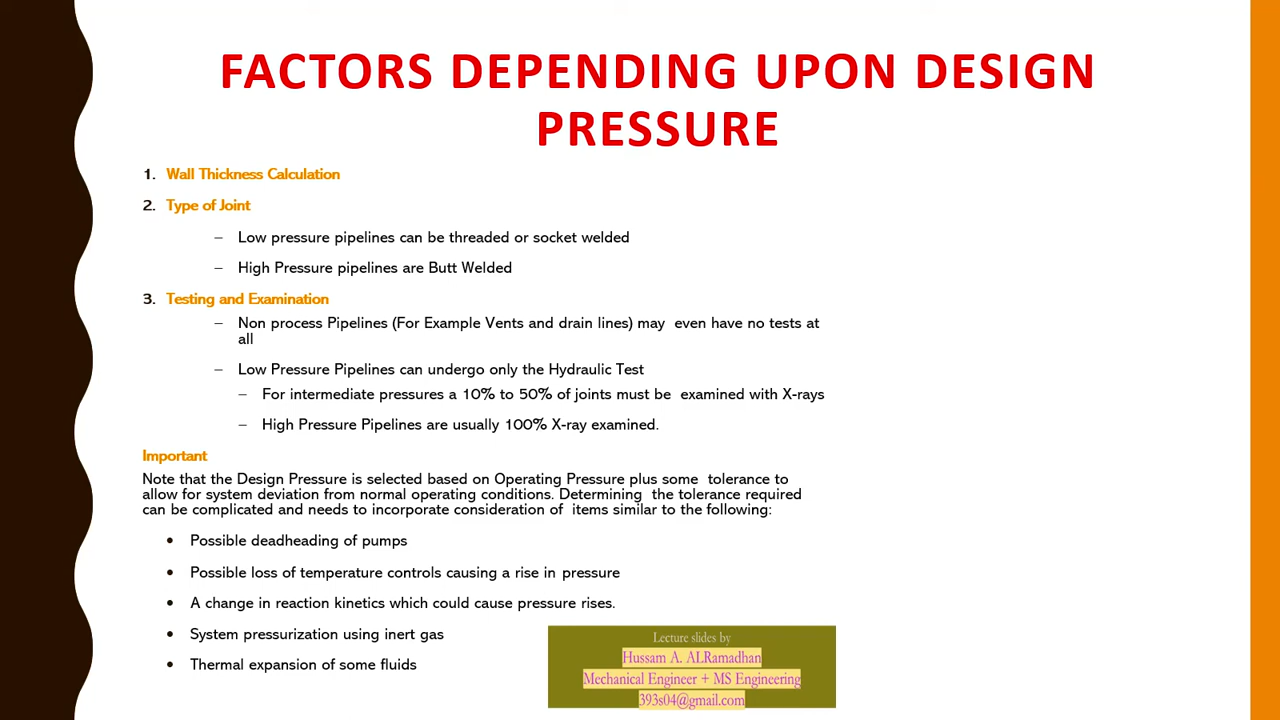 FACTORS DEPENDING UPON DESIGN
PRESSURE
1. Wall Thickness Calculation
2. Type of Joint
– Low pressure pipelines can be threaded or socket welded
– High Pressure pipelines are Butt Welded
3. Testing and Examination
– Non process Pipelines (For Example Vents and drain lines) may even have no tests at
all
– Low Pressure Pipelines can undergo only the Hydraulic Test
– For intermediate pressures a 10% to 50% of joints must be examined with X-rays
– High Pressure Pipelines are usually 100% X-ray examined.
Important
Note that the Design Pressure is selected based on Operating Pressure plus some tolerance to
allow for system deviation from normal operating conditions. Determining the tolerance required
can be complicated and needs to incorporate consideration of items similar to the following:
• Possible deadheading of pumps
• Possible loss of temperature controls causing a rise in pressure
• A change in reaction kinetics which could cause pressure rises.
• System pressurization using inert gas
• Thermal expansion of some fluids
Lecture slides by
Hussam A. ALRamadhan
Mechanical Engineer + MS Engineering
393s04@gmail.com